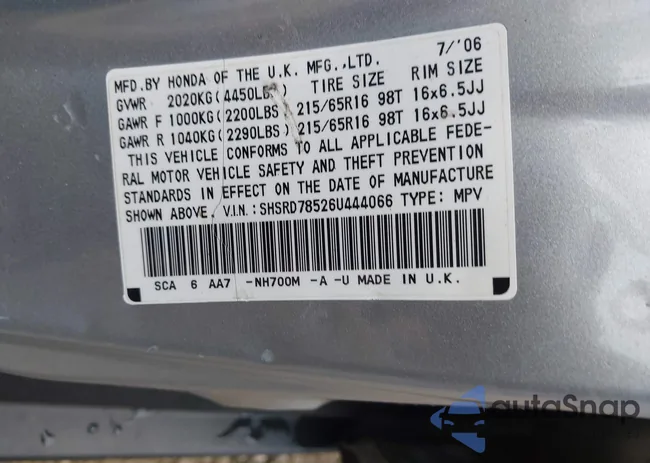 MFD.BY HONDA OF THE U.K. MFG.,LTD. 7/'06
GVWR 2020KG(4450LBS) TIRE SIZE RIM SIZE
GAWR F 1000KG(2200LBS) 215/65R16 98T 16x6.5JJ
GAWR R 1040KG(2290LBS) 215/65R16 98T 16x6.5JJ
THIS VEHICLE CONFORMS TO ALL APPLICABLE FEDE-
RAL MOTOR VEHICLE SAFETY AND THEFT PREVENTION
STANDARDS IN EFFECT ON THE DATE OF MANUFACTURE
SHOWN ABOVE. V.I.N.:SHSRD78526U444066 TYPE: MPV
SCA 6 AA7 -NH700M -A -U MADE IN U.K.
autoSnap